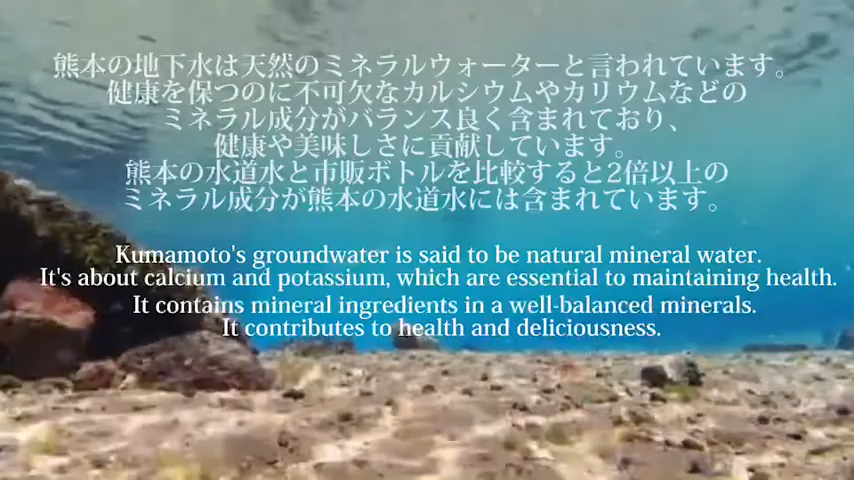 熊本の地下水は天然のミネラルウォーターと言われています。
健康を保つのに不可欠なカルシウムやカリウムなどの
ミネラル成分がバランス良く含まれており、
健康や美味しさに貢献しています。
熊本の水道水と市販ボトルを比較すると2倍以上の
ミネラル成分が熊本の水道水には含まれています。
Kumamoto's groundwater is said to be natural mineral water.
It's about calcium and potassium, which are essential to maintaining health.
It contains mineral ingredients in a well-balanced minerals.
It contributes to health and deliciousness.